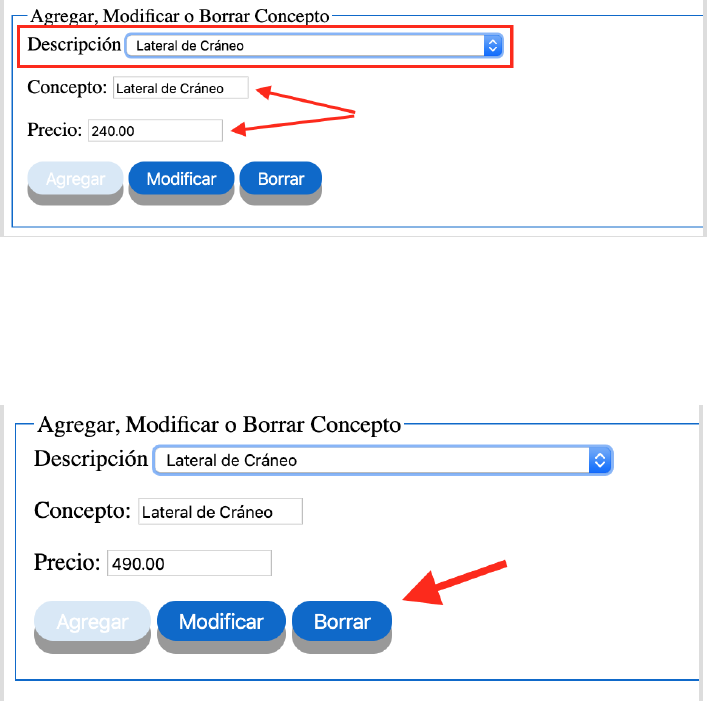 Agregar, Modificar o Borrar Concepto
Descripción Lateral de Cráneo
Concepto: Lateral de Cráneo
Precio: 240.00
Agregar Modificar Borrar
Agregar, Modificar o Borrar Concepto
Descripción Lateral de Cráneo
Concepto: Lateral de Cráneo
Precio: 490.00
Agregar Modificar Borrar